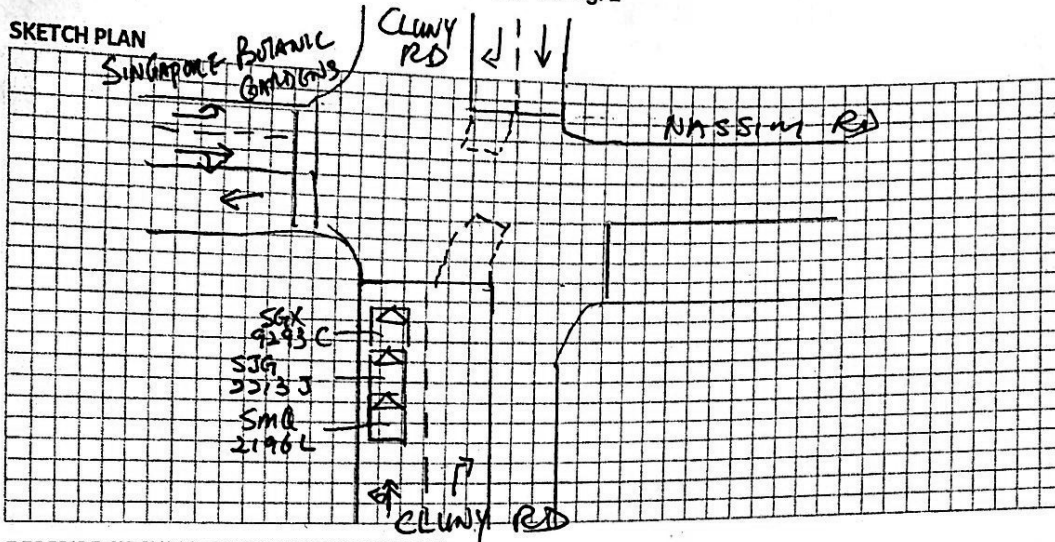 SKETCH PLAN
CLUNY
RD
SINGAPORE BOTANIC
GARDENS
NASSIM RD
SGX
9293 C
SJG
2213 J
SMQ
2196 L
CLUNY RD